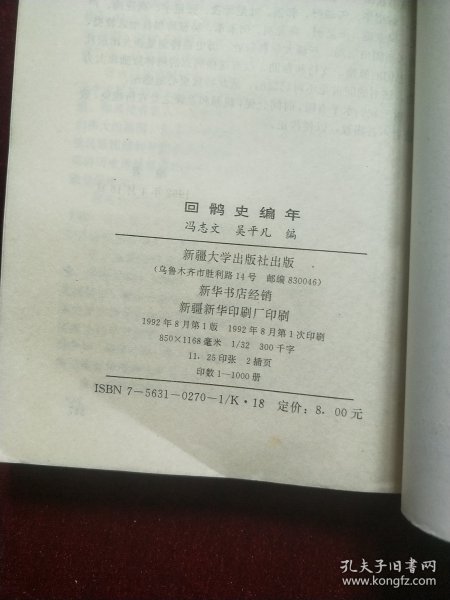 回鹘史编年
冯志文 吴平凡 编
新疆大学出版社出版
(乌鲁木齐市胜利路14号 邮编830046)
新华书店经销
新疆新华印刷厂印刷
1992年8月第1版 1992年8月第1次印刷
850×1168毫米 1/32 300千字
11.25印张 2插页
印数1—1000册
ISBN 7—5631—0270—1/K·18 定价:8.00元
孔夫子旧书网
www.kongfz.com